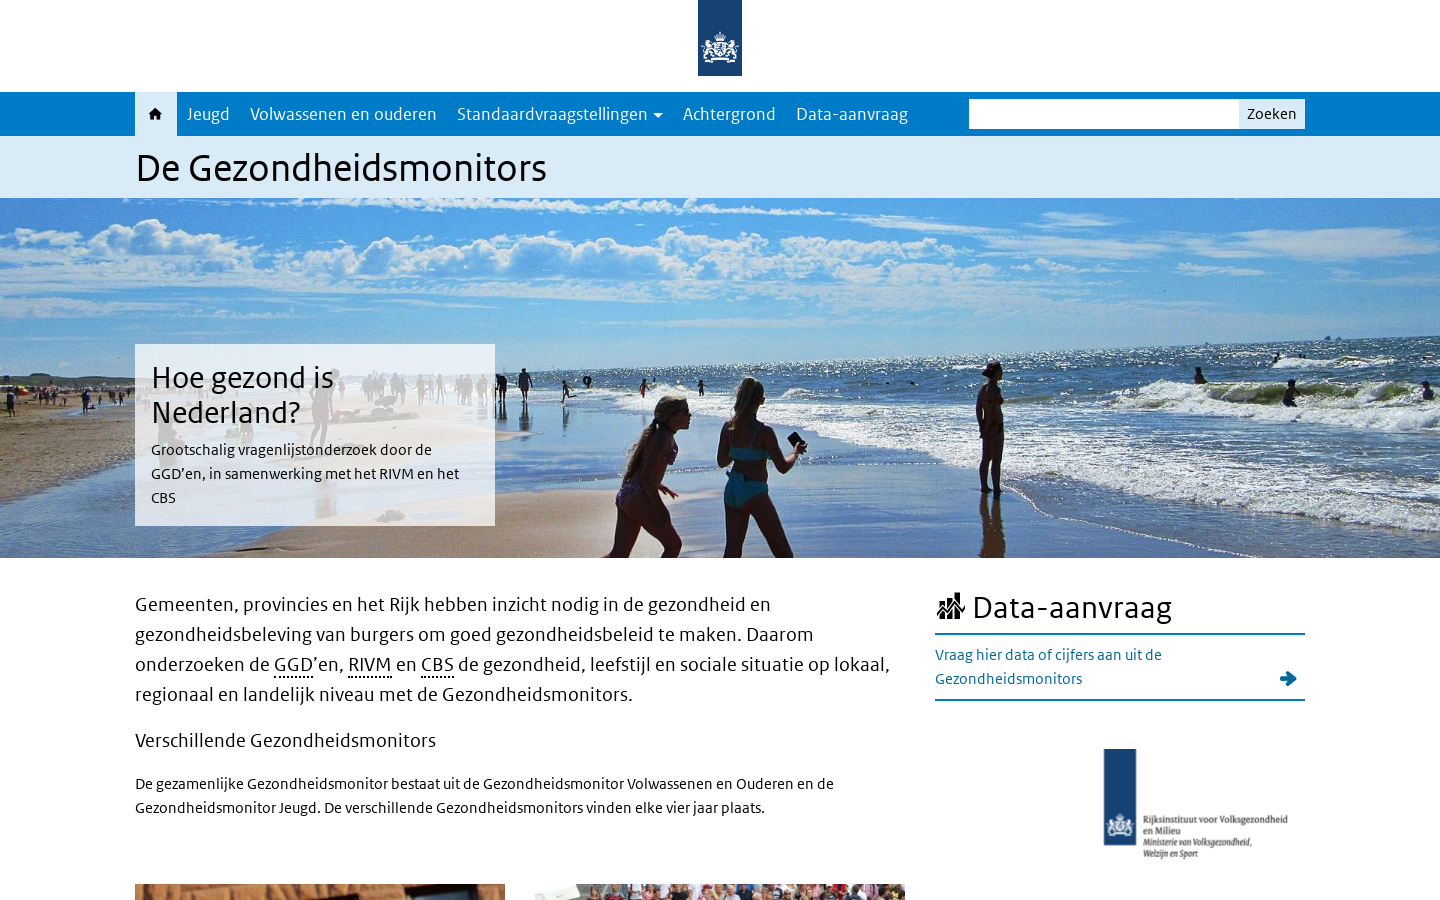 Jeugd Volwassenen en ouderen Standaardvraagstellingen Achtergrond Data-aanvraag Zoeken
De Gezondheidsmonitors
Hoe gezond is
Nederland?
Grootschalig vragenlijstonderzoek door de
GGD’en, in samenwerking met het RIVM en het
CBS
Gemeenten, provincies en het Rijk hebben inzicht nodig in de gezondheid en
gezondheidsbeleving van burgers om goed gezondheidsbeleid te maken. Daarom
onderzoeken de GGD’en, RIVM en CBS de gezondheid, leefstijl en sociale situatie op lokaal,
regionaal en landelijk niveau met de Gezondheidsmonitors.
Verschillende Gezondheidsmonitors
De gezamenlijke Gezondheidsmonitor bestaat uit de Gezondheidsmonitor Volwassenen en Ouderen en de
Gezondheidsmonitor Jeugd. De verschillende Gezondheidsmonitors vinden elke vier jaar plaats.
Data-aanvraag
Vraag hier data of cijfers aan uit de
Gezondheidsmonitors
Rijksinstituut voor Volksgezondheid
en Milieu
Ministerie van Volksgezondheid,
Welzijn en Sport